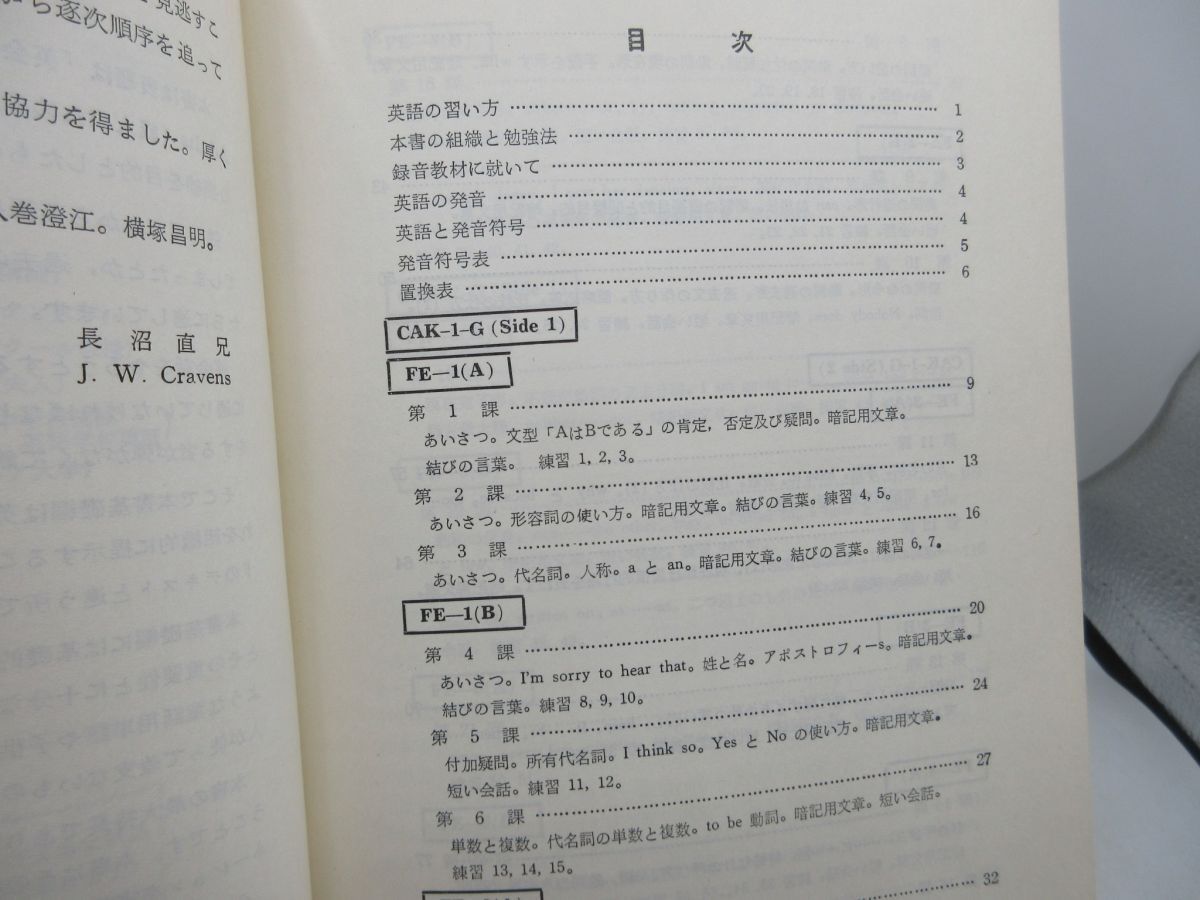 見逃すこ
ら逐次順序を追って
協力を得ました。厚く
巻澄江。横塚昌明。
長沼直兄
J. W. Cravens
目 次
英語の習い方 …… 1
本書の組織と勉強法 …… 2
録音教材に就いて …… 3
英語の発音 …… 4
英語と発音符号 …… 4
発音符号表 …… 5
置換表 …… 6
CAK-1-G (Side 1)
FE—1(A)
第 1 課 …… 9
あいさつ。文型「AはBである」の肯定，否定及び疑問。暗記用文章。
結びの言葉。 練習 1, 2, 3。
第 2 課 …… 13
あいさつ。形容詞の使い方。暗記用文章。結びの言葉。練習 4, 5。
第 3 課 …… 16
あいさつ。代名詞。人称。a と an。暗記用文章。結びの言葉。練習 6, 7。
FE—1(B)
第 4 課 …… 20
あいさつ。I'm sorry to hear that。姓と名。アポストロフィーs。暗記用文章。
結びの言葉。練習 8, 9, 10。
第 5 課 …… 24
付加疑問。所有代名詞。I think so。Yes と No の使い方。暗記用文章。
短い会話。練習 11, 12。
第 6 課 …… 27
単数と複数。代名詞の単数と複数。to be 動詞。暗記用文章。短い会話。
練習 13, 14, 15。
…… 32